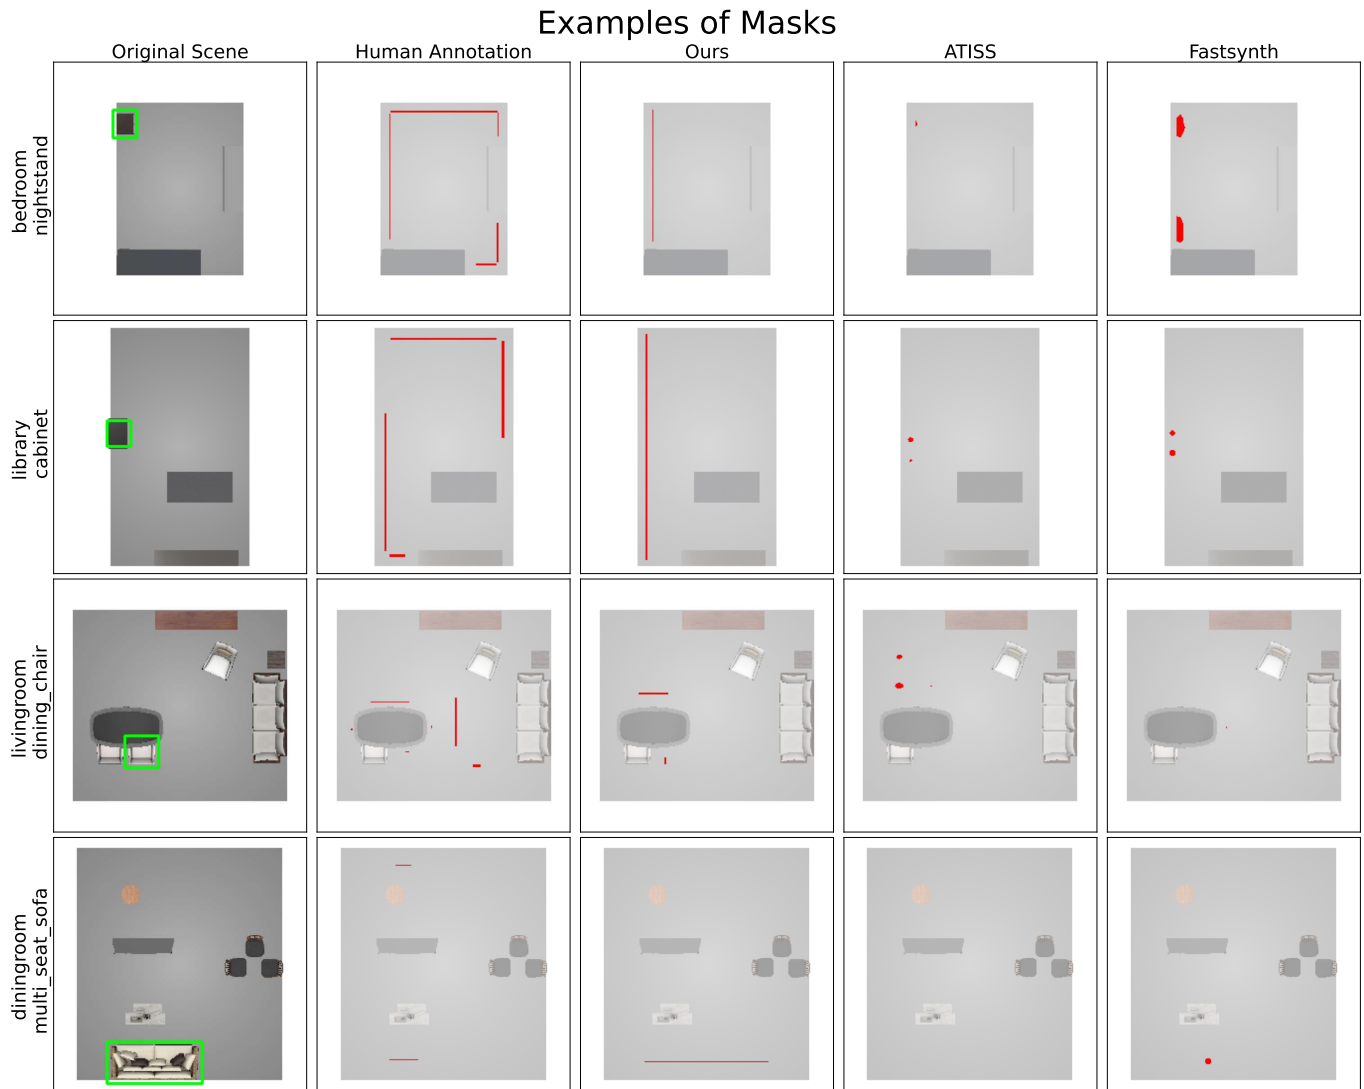 Examples of Masks
Original Scene
Human Annotation
Ours
ATISS
Fastsynth
bedroom
nightstand
library
cabinet
livingroom
dining_chair
diningroom
multi_seat_sofa